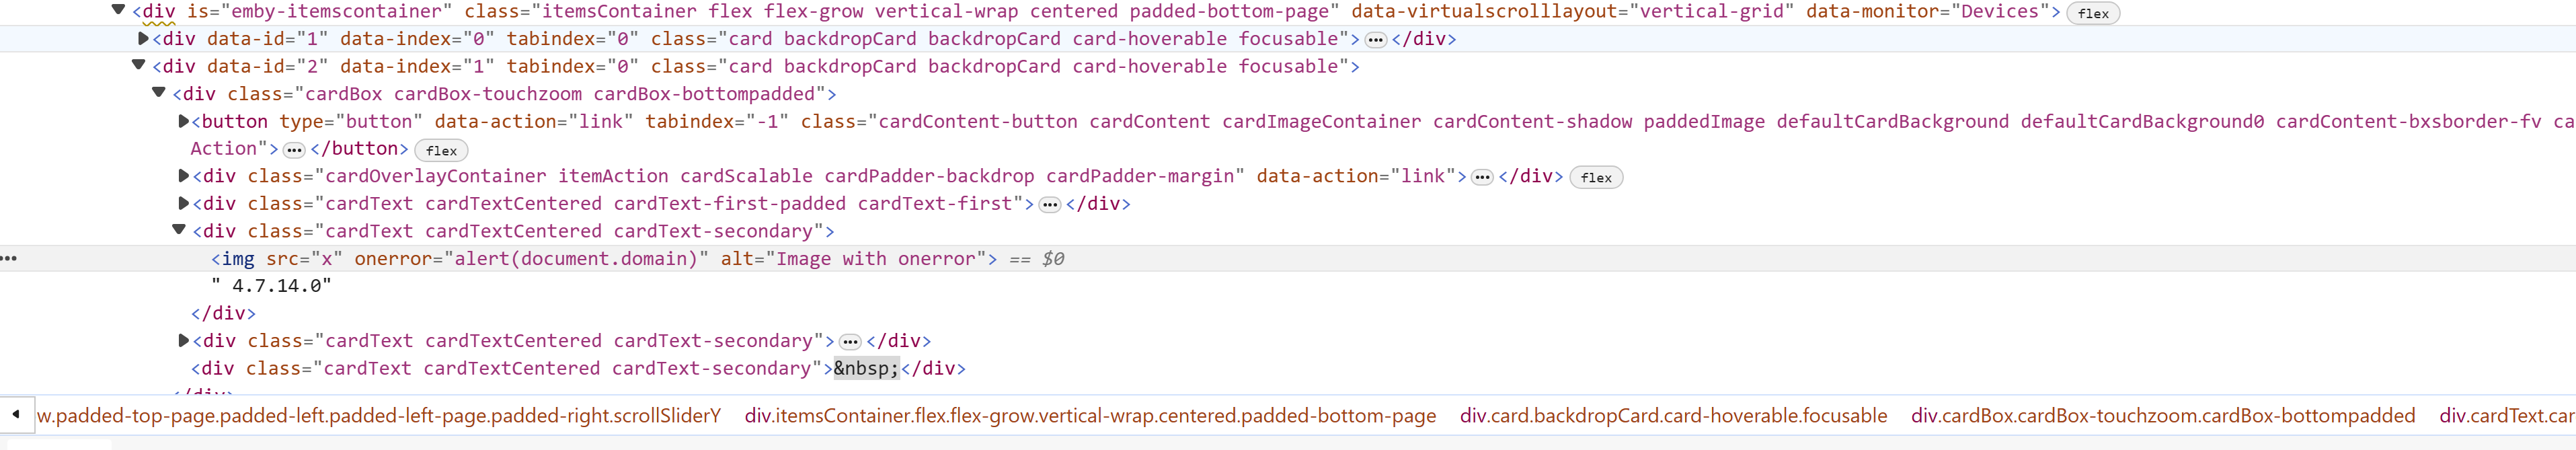 ▼<div is="emby-itemscontainer" class="itemsContainer flex flex-grow vertical-wrap centered padded-bottom-page" data-virtualscrolllayout="vertical-grid" data-monitor="Devices"> flex
▶<div data-id="1" data-index="0" tabindex="0" class="card backdropCard backdropCard card-hoverable focusable">…</div>
▼<div data-id="2" data-index="1" tabindex="0" class="card backdropCard backdropCard card-hoverable focusable">
▼<div class="cardBox cardBox-touchzoom cardBox-bottompadded">
▶<button type="button" data-action="link" tabindex="-1" class="cardContent-button cardContent cardImageContainer cardContent-shadow paddedImage defaultCardBackground defaultCardBackground0 cardContent-bxsborder-fv ca
Action">…</button> flex
▶<div class="cardOverlayContainer itemAction cardScalable cardPadder-backdrop cardPadder-margin" data-action="link">…</div> flex
▶<div class="cardText cardTextCentered cardText-first-padded cardText-first">…</div>
▼<div class="cardText cardTextCentered cardText-secondary">
… <img src="x" onerror="alert(document.domain)" alt="Image with onerror"> == $0
" 4.7.14.0"
</div>
▶<div class="cardText cardTextCentered cardText-secondary">…</div>
<div class="cardText cardTextCentered cardText-secondary">&nbsp;</div>
</div>
w.padded-top-page.padded-left.padded-left-page.padded-right.scrollSliderY div.itemsContainer.flex.flex-grow.vertical-wrap.centered.padded-bottom-page div.card.backdropCard.card-hoverable.focusable div.cardBox.cardBox-touchzoom.cardBox-bottompadded div.cardText.car